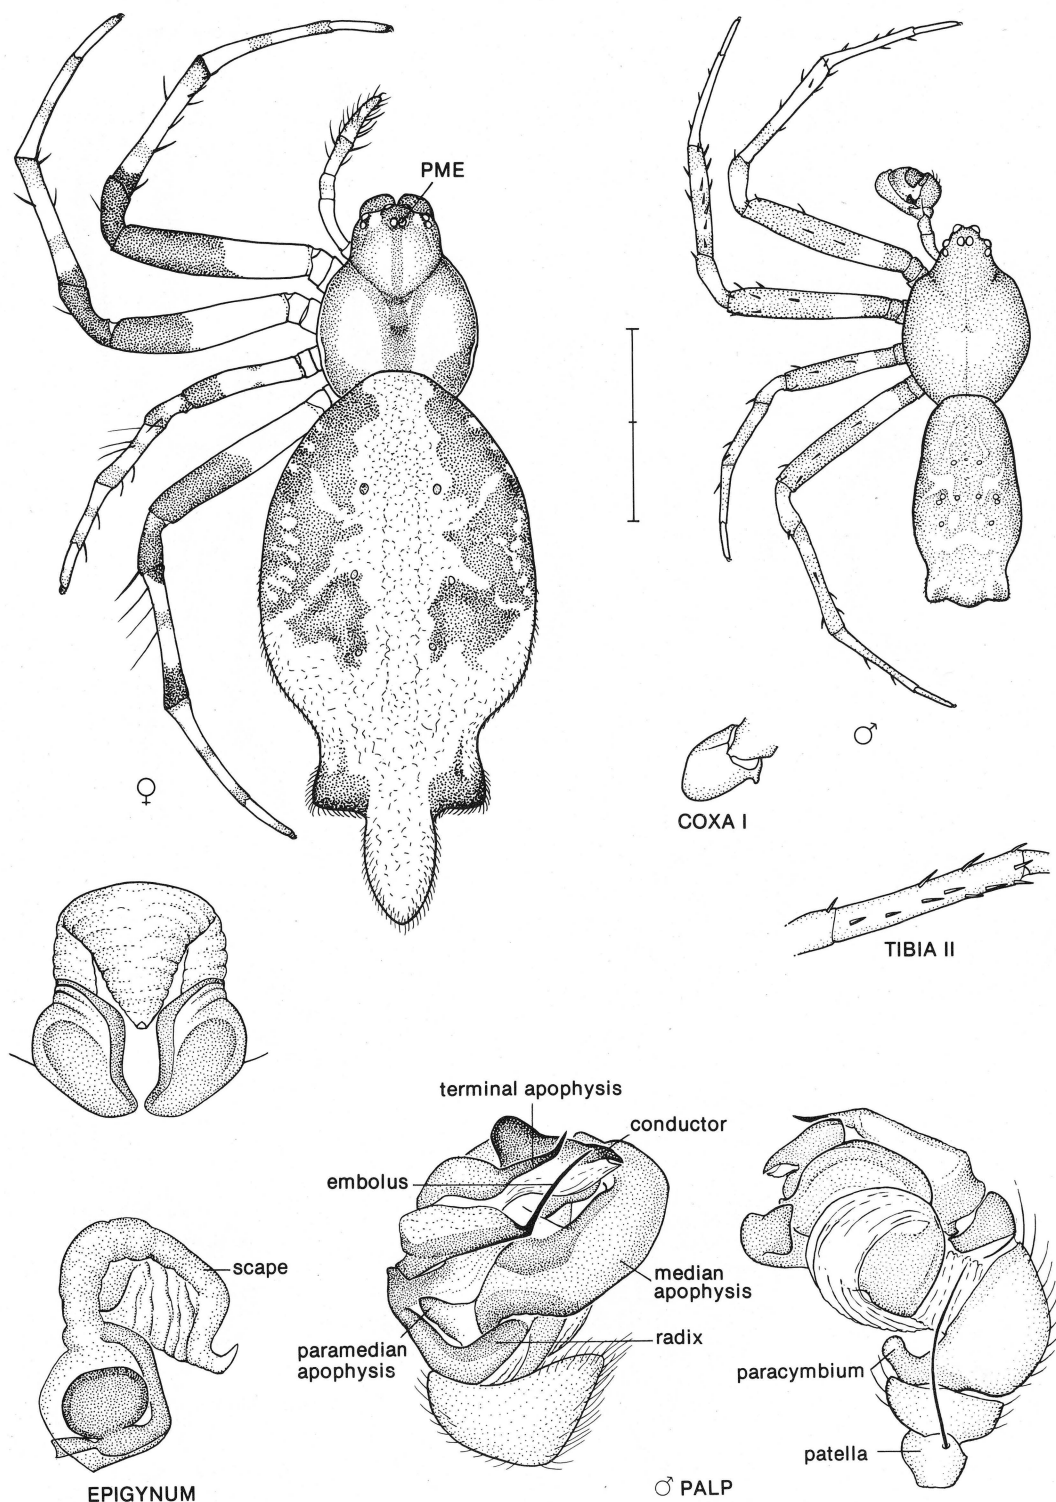 PME
♀
♂
COXA I
TIBIA II
terminal apophysis
conductor
embolus
scape
median
apophysis
paramedian
apophysis
radix
paracymbium
patella
EPIGYNUM
♂ PALP